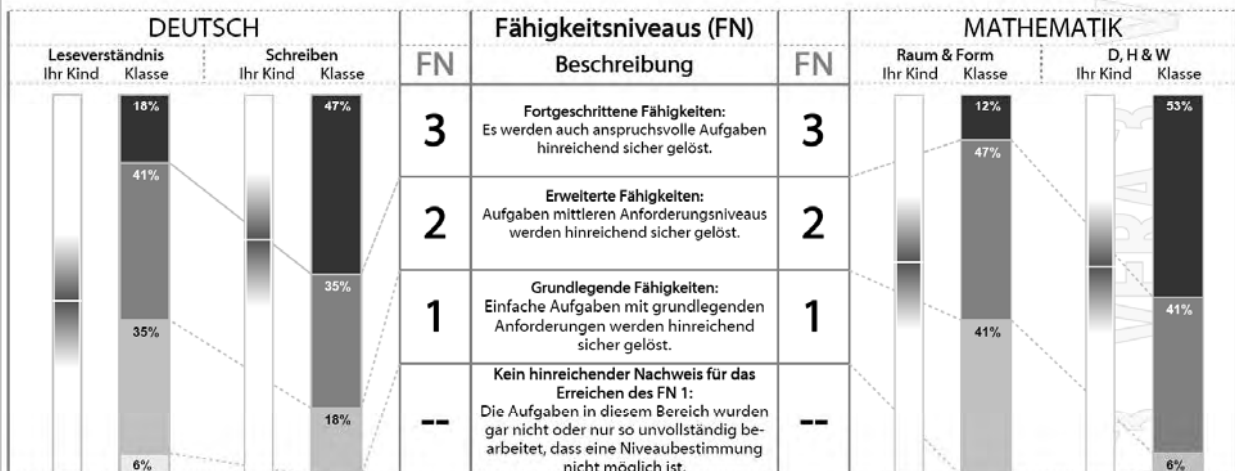 DEUTSCH
Leseverständnis Schreiben
Ihr Kind Klasse Ihr Kind Klasse
18% 47%
41%
35%
35%
18%
6%
Fähigkeitsniveaus (FN)
FN Beschreibung FN
3 Fortgeschrittene Fähigkeiten: 3
Es werden auch anspruchsvolle Aufgaben
hinreichend sicher gelöst.
2 Erweiterte Fähigkeiten: 2
Aufgaben mittleren Anforderungsniveaus
werden hinreichend sicher gelöst.
1 Grundlegende Fähigkeiten: 1
Einfache Aufgaben mit grundlegenden
Anforderungen werden hinreichend
sicher gelöst.
-- Kein hinreichender Nachweis für das --
Erreichen des FN 1:
Die Aufgaben in diesem Bereich wurden
gar nicht oder nur so unvollständig be-
arbeitet, dass eine Niveaubestimmung
nicht möglich ist.
MATHEMATIK
Raum & Form D, H & W
Ihr Kind Klasse Ihr Kind Klasse
12% 53%
47%
41%
41%
6%